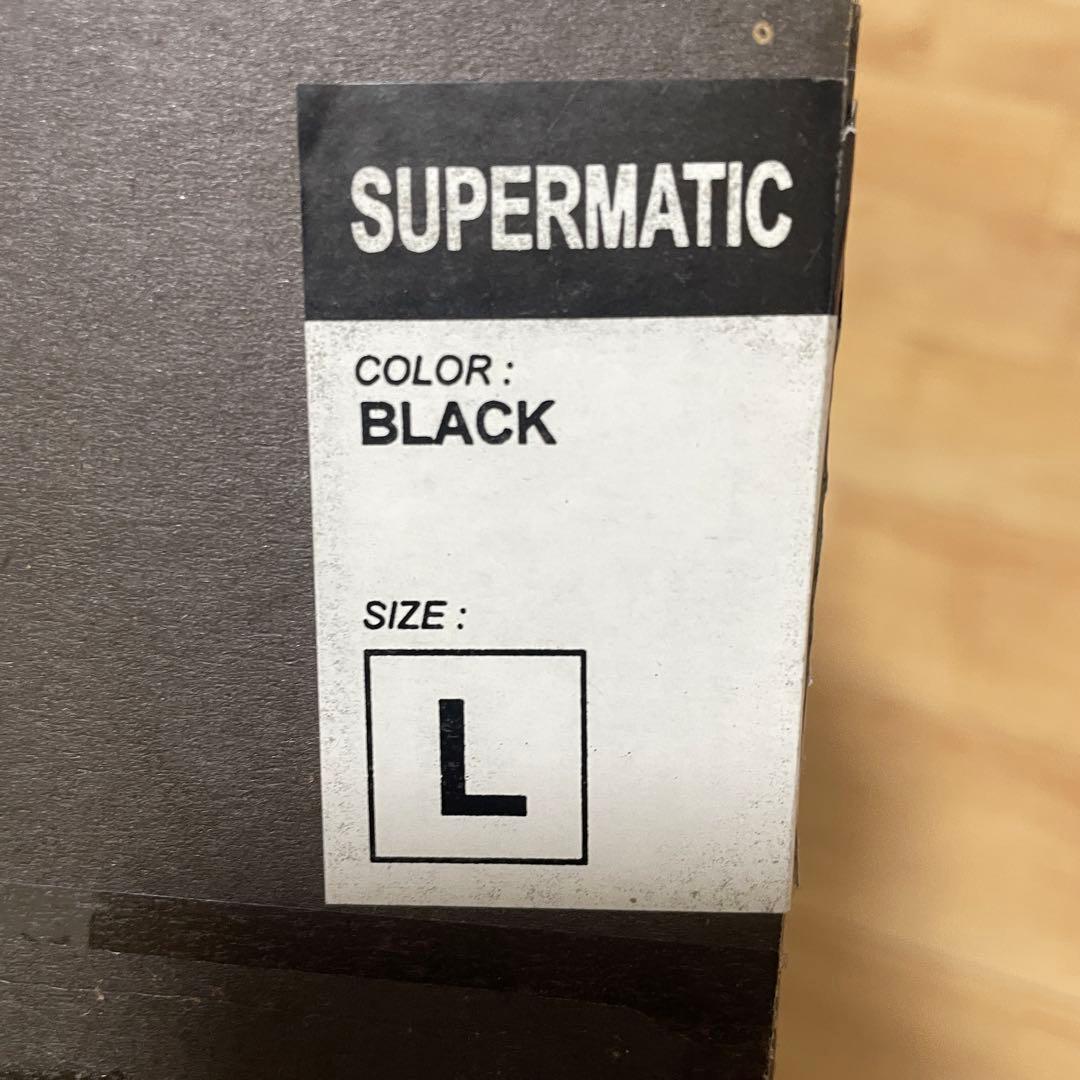 SUPERMATIC
COLOR :
BLACK
SIZE :
L